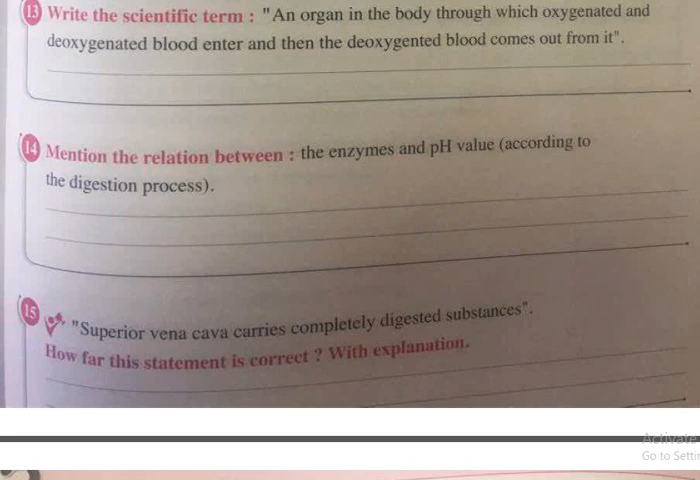 13 Write the scientific term : "An organ in the body through which oxygenated and
deoxygenated blood enter and then the deoxygented blood comes out from it".
14 Mention the relation between : the enzymes and pH value (according to
the digestion process).
15 "Superior vena cava carries completely digested substances".
How far this statement is correct ? With explanation.
Activate
Go to Settin